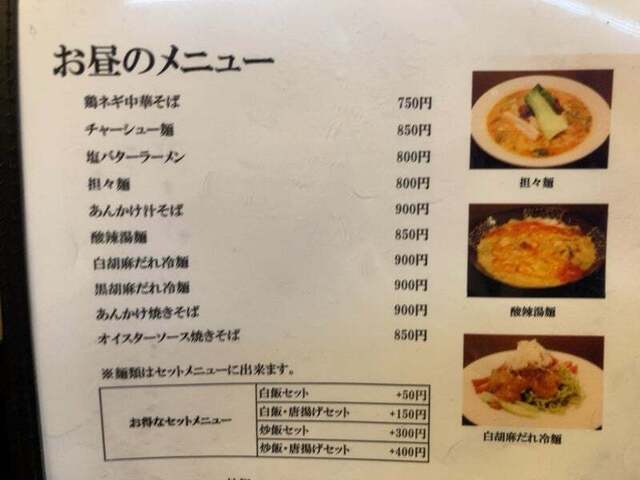 お昼のメニュー
鶏ネギ中華そば 750円
チャーシュー麺 850円
塩バターラーメン 800円
担々麺 800円
あんかけ汁そば 900円
酸辣湯麺 850円
白胡麻だれ冷麺 900円
黒胡麻だれ冷麺 900円
あんかけ焼きそば 900円
オイスターソース焼きそば 850円
※麺類はセットメニューに出来ます。
お得なセットメニュー
白飯セット +50円
白飯・唐揚げセット +150円
炒飯セット +300円
炒飯・唐揚げセット +400円
担々麺
酸辣湯麺
白胡麻だれ冷麺